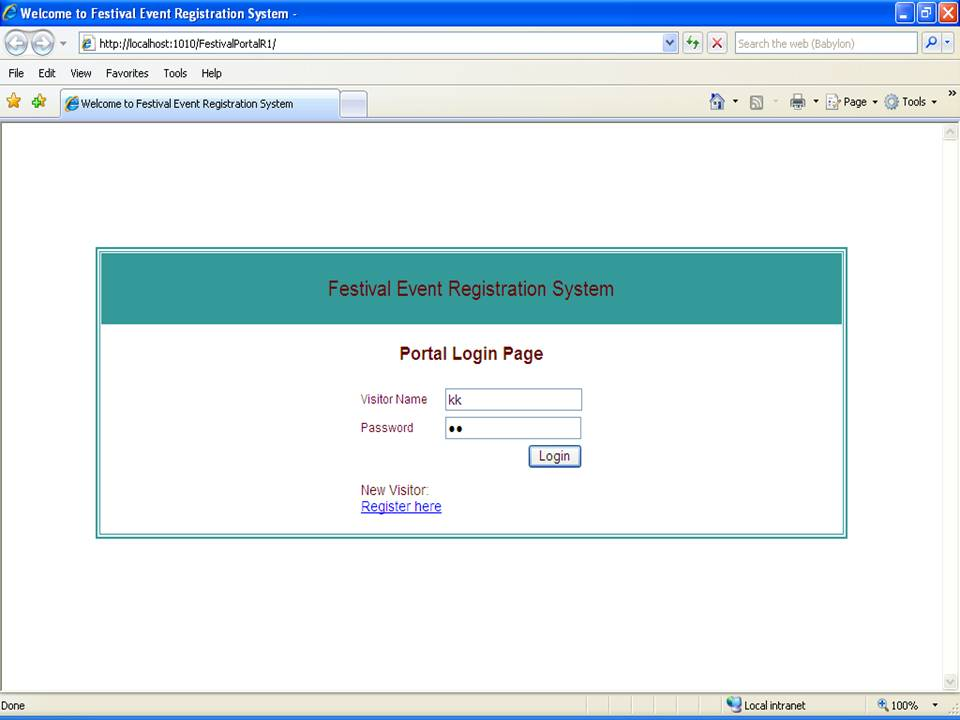 Welcome to Festival Event Registration System -
http://localhost:1010/FestivalPortalR1/
Search the web (Babylon)
File Edit View Favorites Tools Help
Welcome to Festival Event Registration System
Page Tools »
Festival Event Registration System
Portal Login Page
Visitor Name kk
Password ●●
Login
New Visitor:
Register here
Done Local intranet 100%